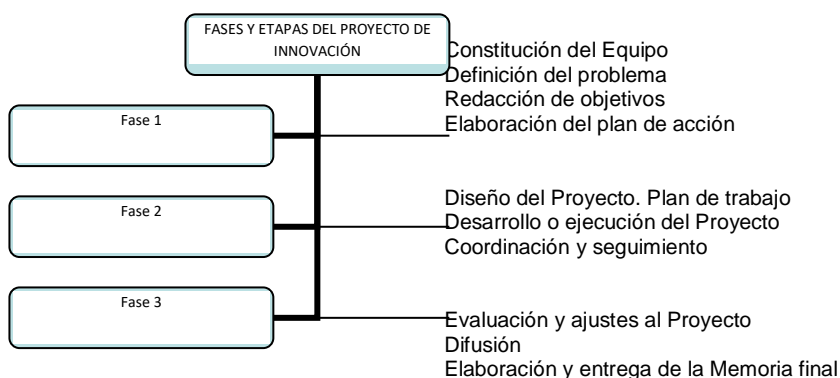 FASES Y ETAPAS DEL PROYECTO DE
INNOVACIÓN
Constitución del Equipo
Definición del problema
Redacción de objetivos
Elaboración del plan de acción
Fase 1
Diseño del Proyecto. Plan de trabajo
Desarrollo o ejecución del Proyecto
Coordinación y seguimiento
Fase 2
Fase 3
Evaluación y ajustes al Proyecto
Difusión
Elaboración y entrega de la Memoria final